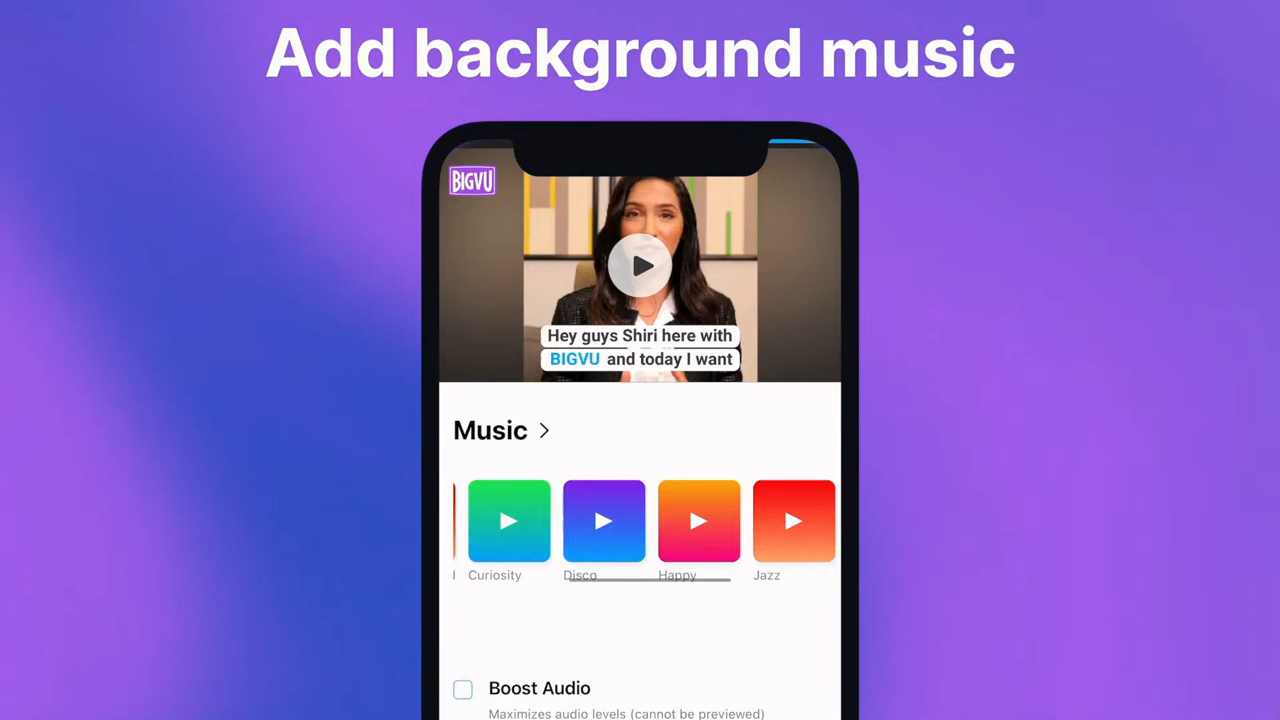 Add background music
BIGVU
Hey guys Shiri here with
BIGVU and today I want
Music
Curiosity
Disco
Happy
Jazz
Boost Audio
Maximizes audio levels (cannot be previewed)